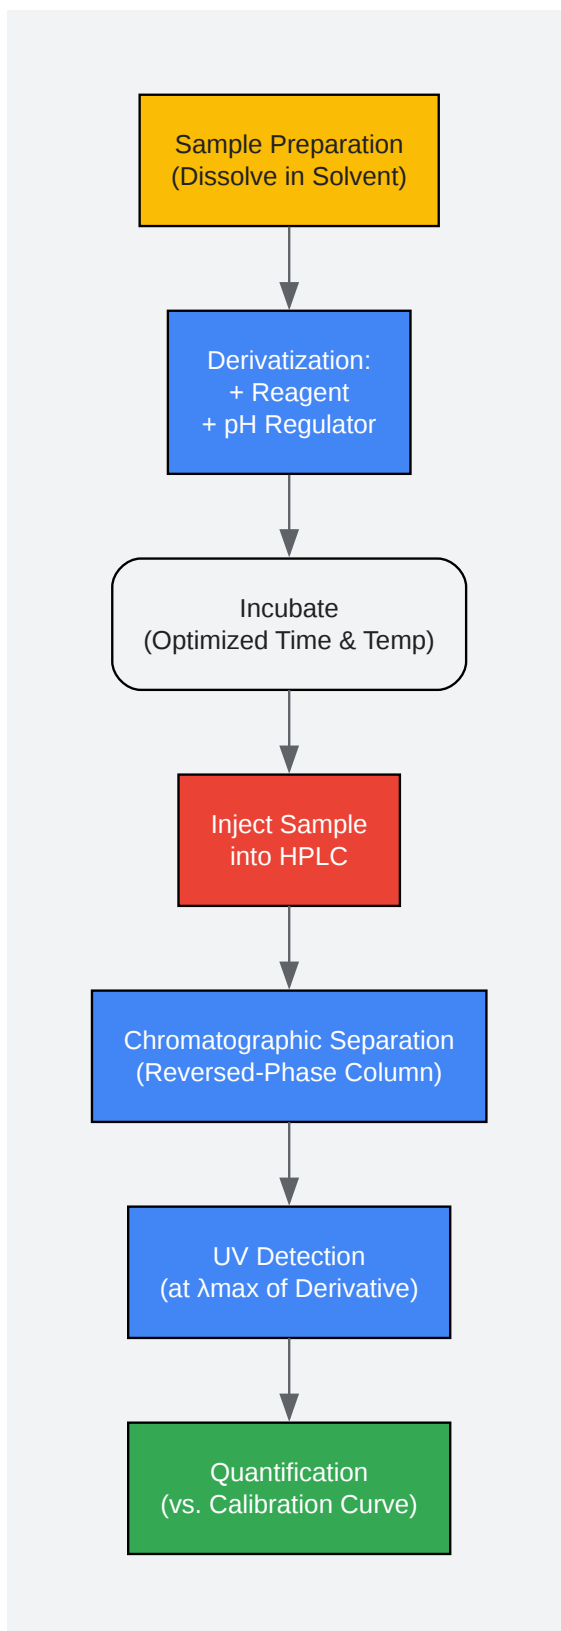 Sample Preparation
(Dissolve in Solvent)
Derivatization:
+ Reagent
+ pH Regulator
Incubate
(Optimized Time & Temp)
Inject Sample
into HPLC
Chromatographic Separation
(Reversed-Phase Column)
UV Detection
(at λmax of Derivative)
Quantification
(vs. Calibration Curve)